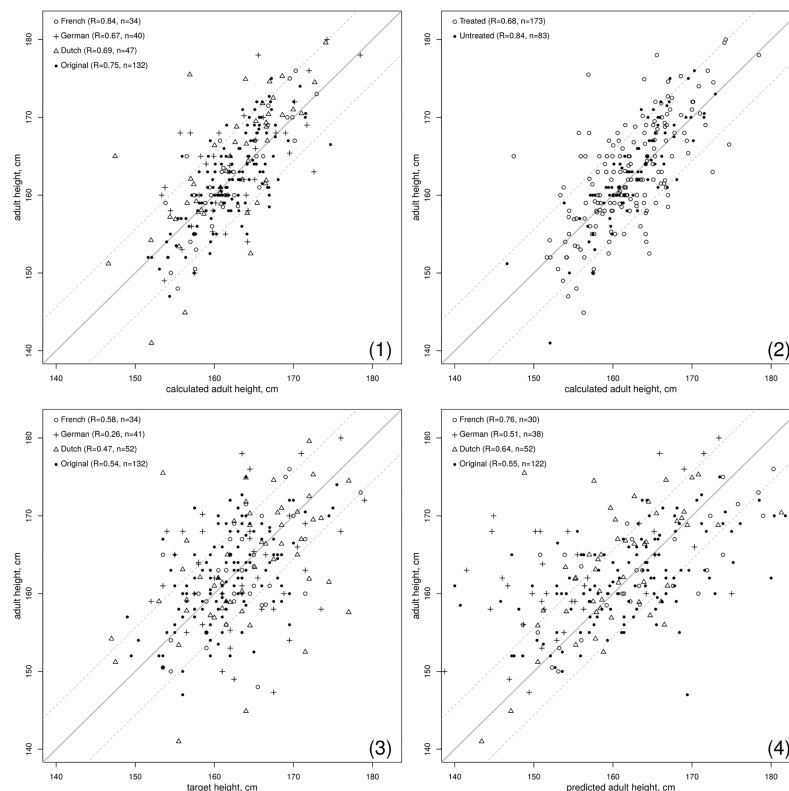 French (R=0.84, n=34)
German (R=0.67, n=40)
Dutch (R=0.69, n=47)
Original (R=0.75, n=132)
adult height, cm
180
170
160
150
140
140 150 160 170 180
calculated adult height, cm
(1)
Treated (R=0.68, n=173)
Untreated (R=0.84, n=83)
adult height, cm
180
170
160
150
140
140 150 160 170 180
calculated adult height, cm
(2)
French (R=0.58, n=34)
German (R=0.26, n=41)
Dutch (R=0.47, n=52)
Original (R=0.54, n=132)
adult height, cm
180
170
160
150
140
140 150 160 170 180
target height, cm
(3)
French (R=0.76, n=30)
German (R=0.51, n=38)
Dutch (R=0.64, n=52)
Original (R=0.55, n=122)
adult height, cm
180
170
160
150
140
140 150 160 170 180
predicted adult height, cm
(4)